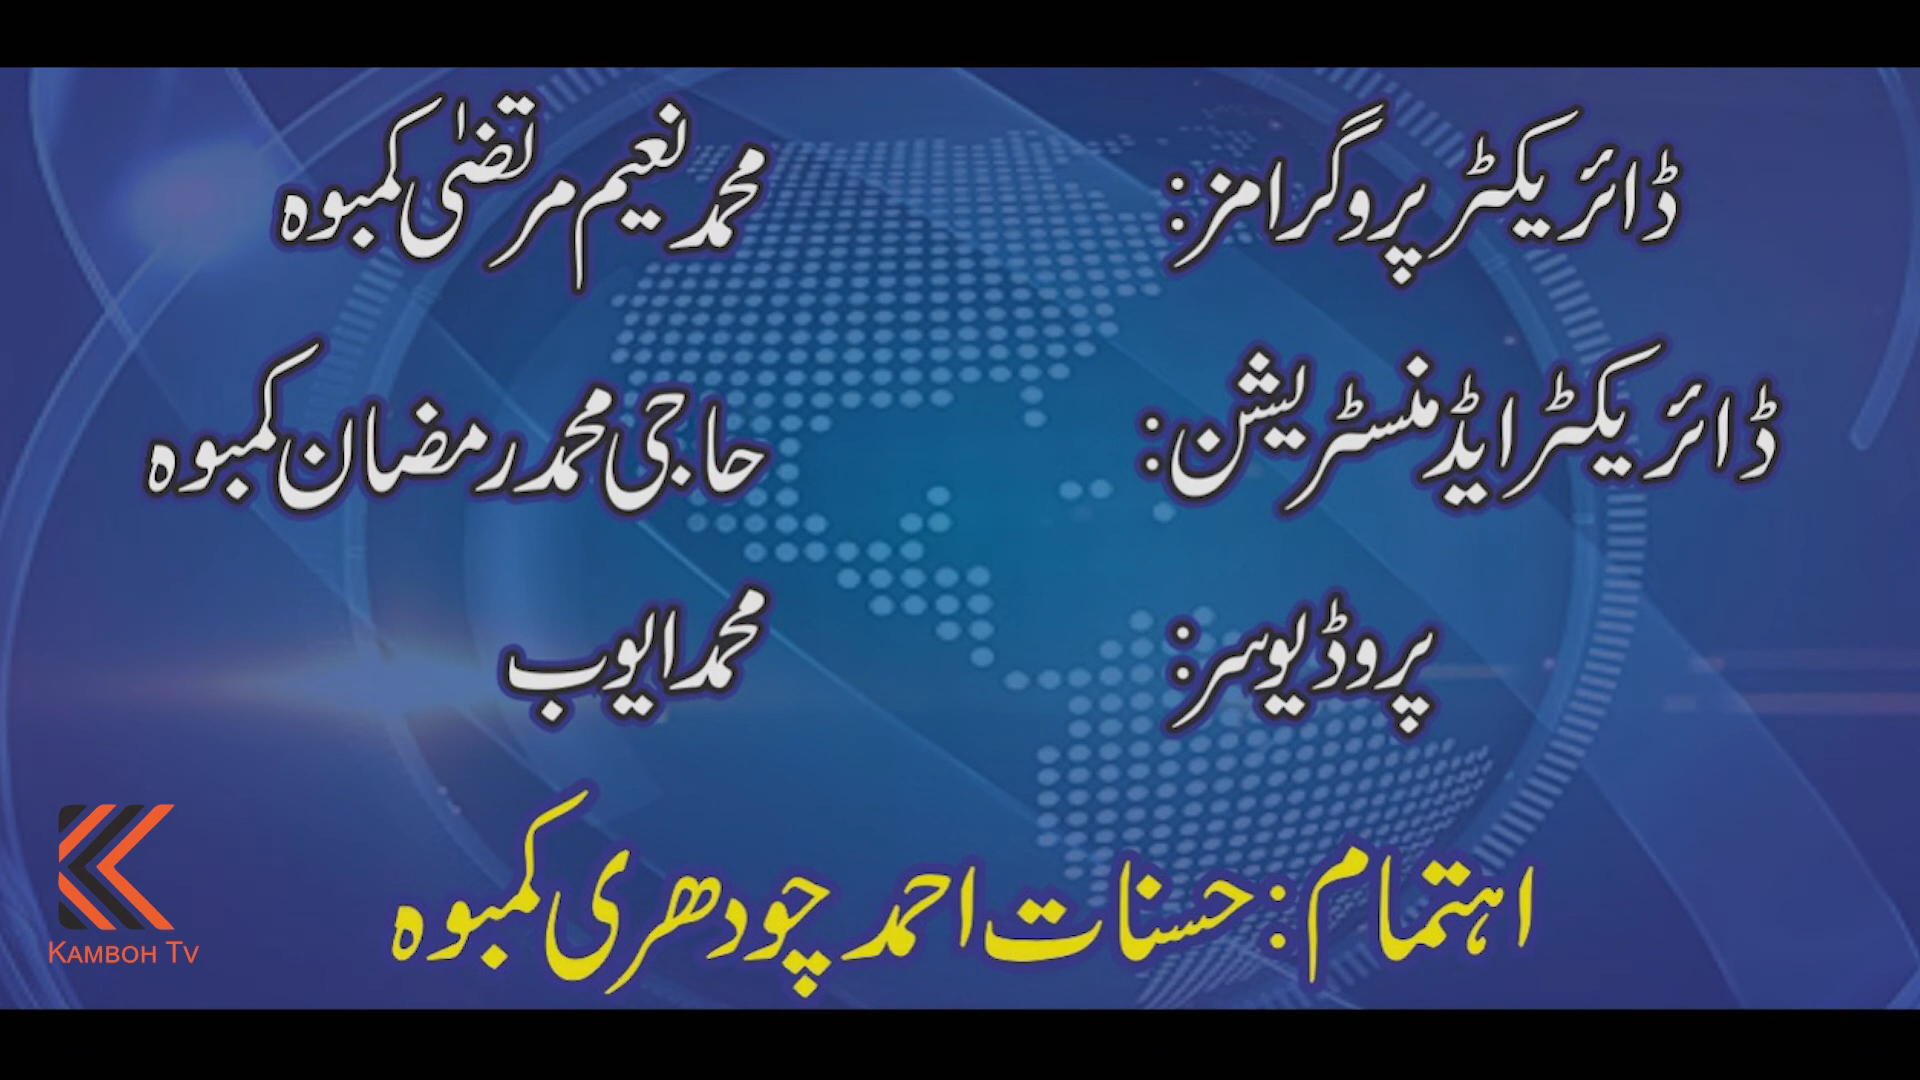 ڈائریکٹر پروگرامز: محمد نعیم مرتضیٰ کمبوہ
ڈائریکٹر ایڈمنسٹریشن: حاجی محمد رمضان کمبوہ
پروڈیوسر: محمد ایوب
اہتمام: حسنات احمد چودھری کمبوہ
KAMBOH TV